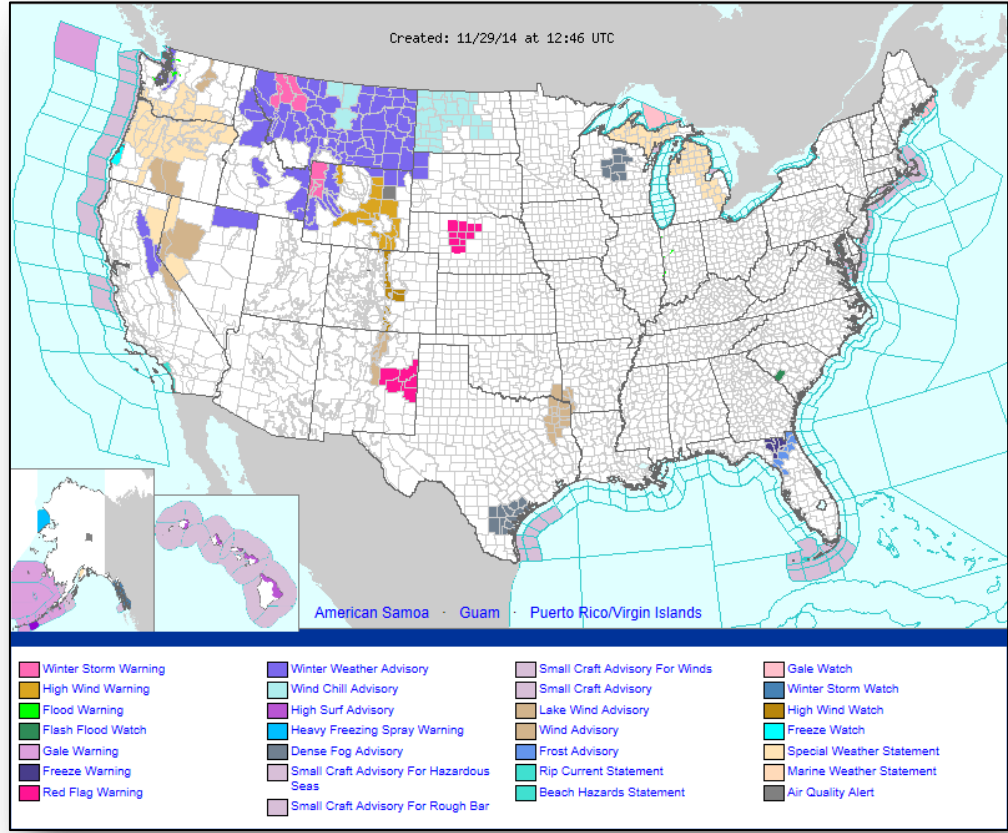 Created: 11/29/14 at 12:46 UTC
American Samoa · Guam · Puerto Rico/Virgin Islands
Winter Storm Warning
High Wind Warning
Flood Warning
Flash Flood Watch
Gale Warning
Freeze Warning
Red Flag Warning
Winter Weather Advisory
Wind Chill Advisory
High Surf Advisory
Heavy Freezing Spray Warning
Dense Fog Advisory
Small Craft Advisory For Hazardous
Seas
Small Craft Advisory For Rough Bar
Small Craft Advisory For Winds
Small Craft Advisory
Lake Wind Advisory
Wind Advisory
Frost Advisory
Rip Current Statement
Beach Hazards Statement
Gale Watch
Winter Storm Watch
High Wind Watch
Freeze Watch
Special Weather Statement
Marine Weather Statement
Air Quality Alert